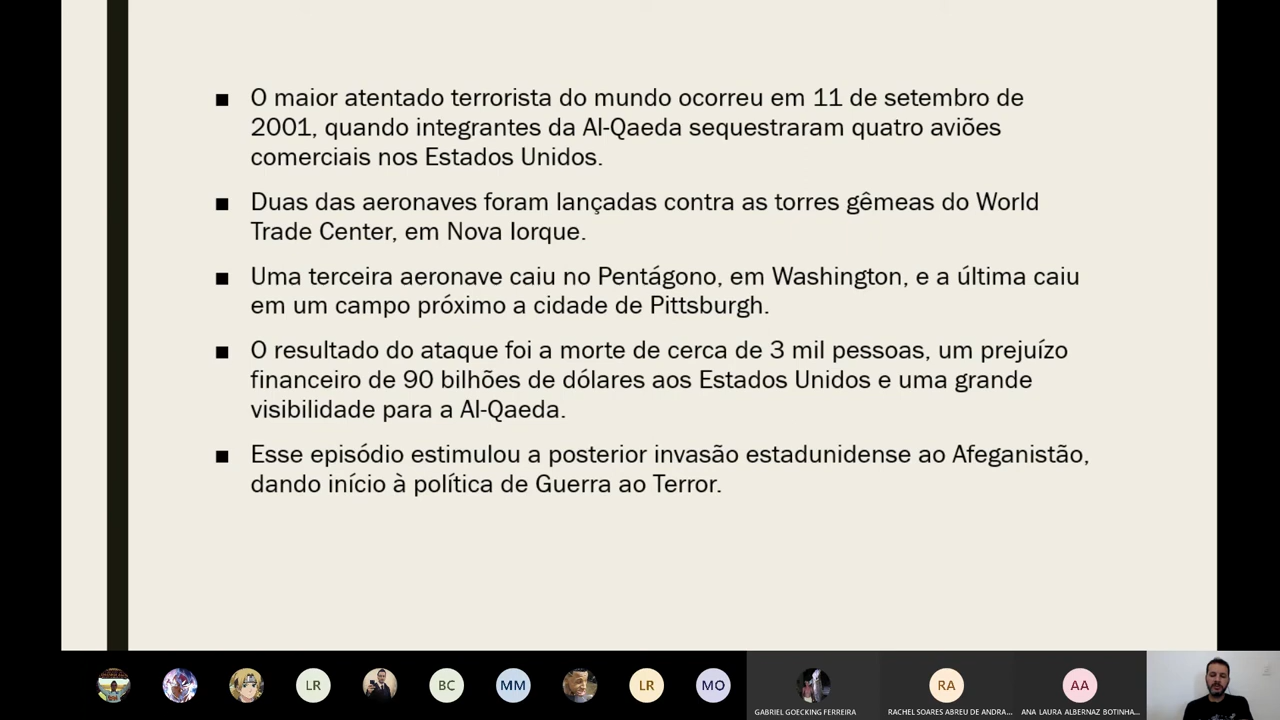 ■ O maior atentado terrorista do mundo ocorreu em 11 de setembro de
2001, quando integrantes da Al-Qaeda sequestraram quatro aviões
comerciais nos Estados Unidos.
■ Duas das aeronaves foram lançadas contra as torres gêmeas do World
Trade Center, em Nova Iorque.
■ Uma terceira aeronave caiu no Pentágono, em Washington, e a última caiu
em um campo próximo a cidade de Pittsburgh.
■ O resultado do ataque foi a morte de cerca de 3 mil pessoas, um prejuízo
financeiro de 90 bilhões de dólares aos Estados Unidos e uma grande
visibilidade para a Al-Qaeda.
■ Esse episódio estimulou a posterior invasão estadunidense ao Afeganistão,
dando início à política de Guerra ao Terror.
LR BC MM LR MO RA AA
GABRIEL GOECKING FERREIRA RACHEL SOARES ABREU DE ANDRA... ANA LAURA ALBERNAZ BOTINHA...